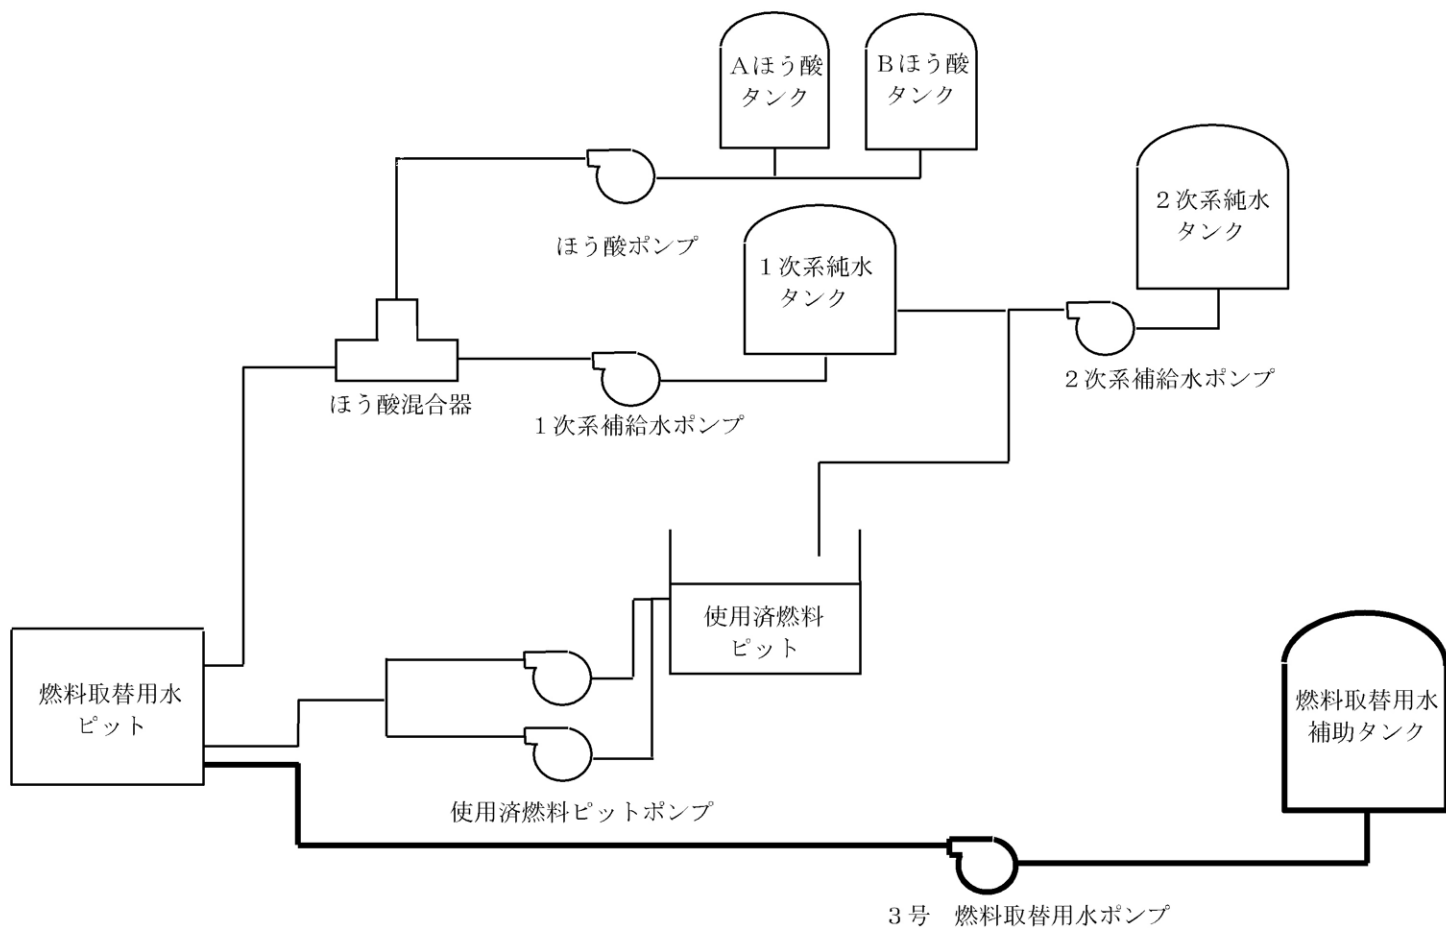 Aほう酸
タンク
Bほう酸
タンク
2次系純水
タンク
ほう酸ポンプ
1次系純水
タンク
2次系補給水ポンプ
ほう酸混合器
1次系補給水ポンプ
使用済燃料
ピット
燃料取替用水
ピット
燃料取替用水
補助タンク
使用済燃料ピットポンプ
3号 燃料取替用水ポンプ